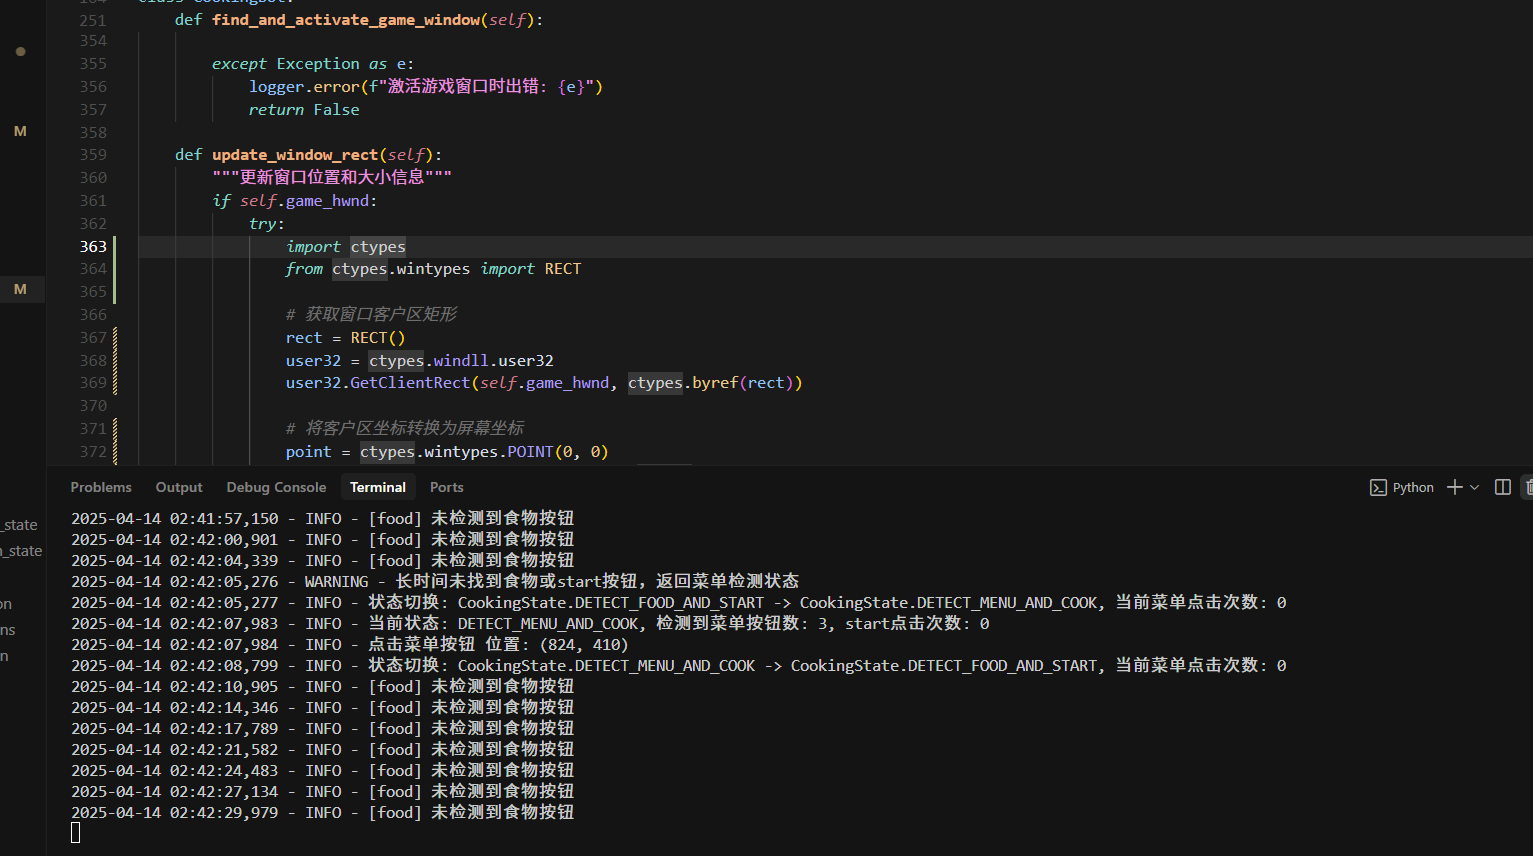 251 def find_and_activate_game_window(self):
354
355 except Exception as e:
356 logger.error(f"激活游戏窗口时出错: {e}")
357 return False
358
359 def update_window_rect(self):
360 """更新窗口位置和大小信息"""
361 if self.game_hwnd:
362 try:
363 import ctypes
364 from ctypes.wintypes import RECT
365
366 # 获取窗口客户区矩形
367 rect = RECT()
368 user32 = ctypes.windll.user32
369 user32.GetClientRect(self.game_hwnd, ctypes.byref(rect))
370
371 # 将客户区坐标转换为屏幕坐标
372 point = ctypes.wintypes.POINT(0, 0)
M
M
_state
_state
on
ns
n
Problems Output Debug Console Terminal Ports Python
2025-04-14 02:41:57,150 - INFO - [food] 未检测到食物按钮
2025-04-14 02:42:00,901 - INFO - [food] 未检测到食物按钮
2025-04-14 02:42:04,339 - INFO - [food] 未检测到食物按钮
2025-04-14 02:42:05,276 - WARNING - 长时间未找到食物或start按钮，返回菜单检测状态
2025-04-14 02:42:05,277 - INFO - 状态切换: CookingState.DETECT_FOOD_AND_START -> CookingState.DETECT_MENU_AND_COOK, 当前菜单点击次数: 0
2025-04-14 02:42:07,983 - INFO - 当前状态: DETECT_MENU_AND_COOK, 检测到菜单按钮数: 3, start点击次数: 0
2025-04-14 02:42:07,984 - INFO - 点击菜单按钮 位置: (824, 410)
2025-04-14 02:42:08,799 - INFO - 状态切换: CookingState.DETECT_MENU_AND_COOK -> CookingState.DETECT_FOOD_AND_START, 当前菜单点击次数: 0
2025-04-14 02:42:10,905 - INFO - [food] 未检测到食物按钮
2025-04-14 02:42:14,346 - INFO - [food] 未检测到食物按钮
2025-04-14 02:42:17,789 - INFO - [food] 未检测到食物按钮
2025-04-14 02:42:21,582 - INFO - [food] 未检测到食物按钮
2025-04-14 02:42:24,483 - INFO - [food] 未检测到食物按钮
2025-04-14 02:42:27,134 - INFO - [food] 未检测到食物按钮
2025-04-14 02:42:29,979 - INFO - [food] 未检测到食物按钮